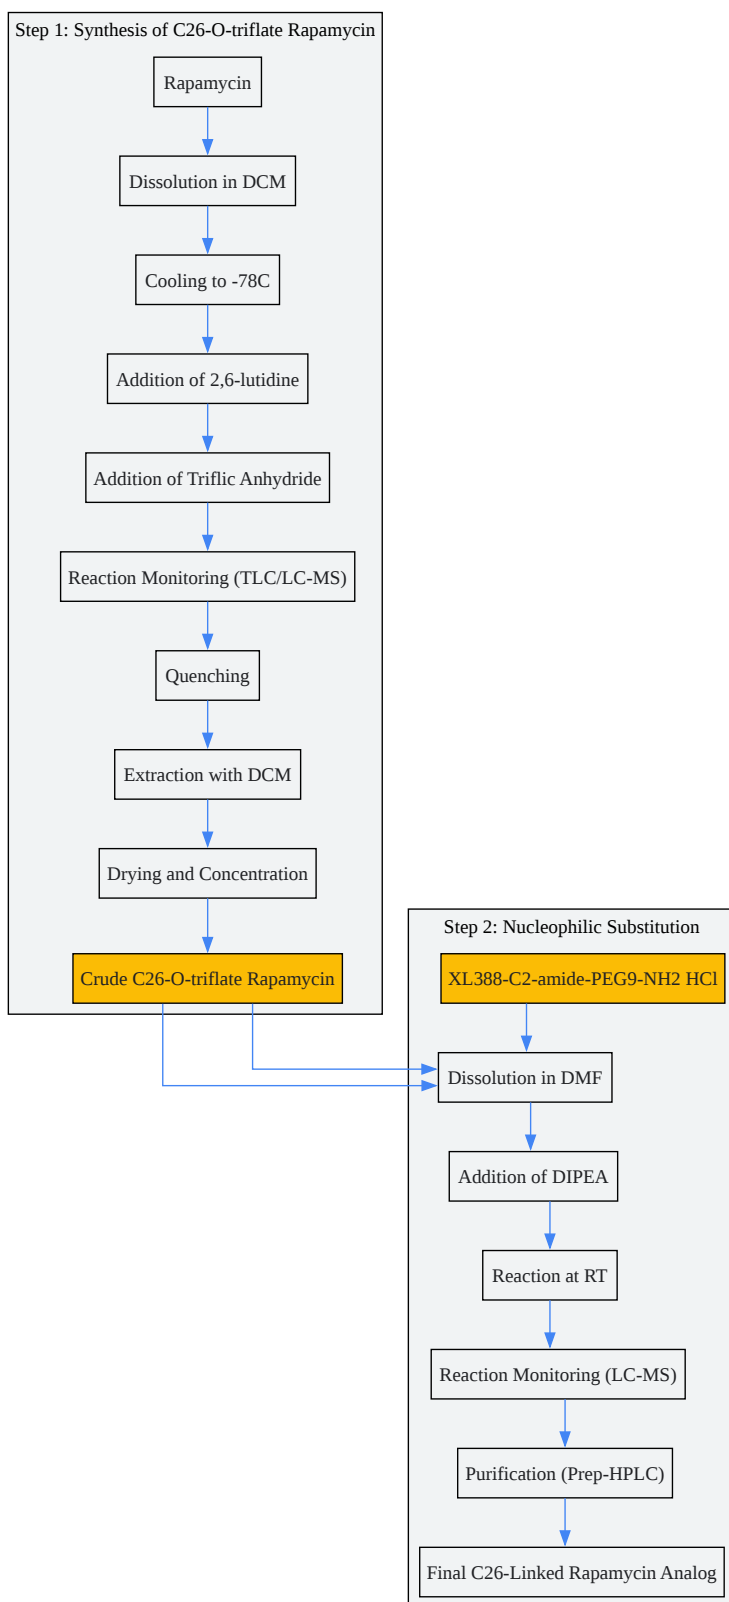 Step 1: Synthesis of C26-O-triflate Rapamycin
Rapamycin
Dissolution in DCM
Cooling to -78C
Addition of 2,6-lutidine
Addition of Triflic Anhydride
Reaction Monitoring (TLC/LC-MS)
Quenching
Extraction with DCM
Drying and Concentration
Crude C26-O-triflate Rapamycin
Step 2: Nucleophilic Substitution
XL388-C2-amide-PEG9-NH2 HCl
Dissolution in DMF
Addition of DIPEA
Reaction at RT
Reaction Monitoring (LC-MS)
Purification (Prep-HPLC)
Final C26-Linked Rapamycin Analog